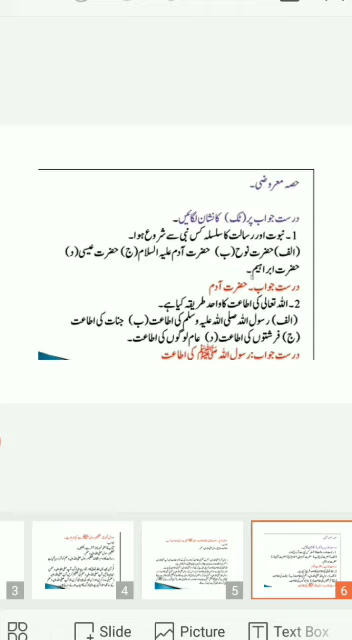 حصہ معروضی۔
درست جواب پر (ٹک) کا نشان لگائیں۔
1۔ نبوت اور رسالت کا سلسلہ کس نبی سے شروع ہوا۔
(الف) حضرت نوح (ب) حضرت آدم علیہ السلام (ج) حضرت عیسی (د)
حضرت ابراہیم۔
درست جواب۔ حضرت آدم
2۔ اللہ تعالی کی اطاعت کا واحد طریقہ کیا ہے۔
(الف) رسول اللہ صلی اللہ علیہ وسلم کی اطاعت (ب) جنات کی اطاعت
(ج) فرشتوں کی اطاعت (د) عام لوگوں کی اطاعت۔
درست جواب: رسول اللہ ﷺ کی اطاعت
3
4
5
6
Slide
Picture
Text Box